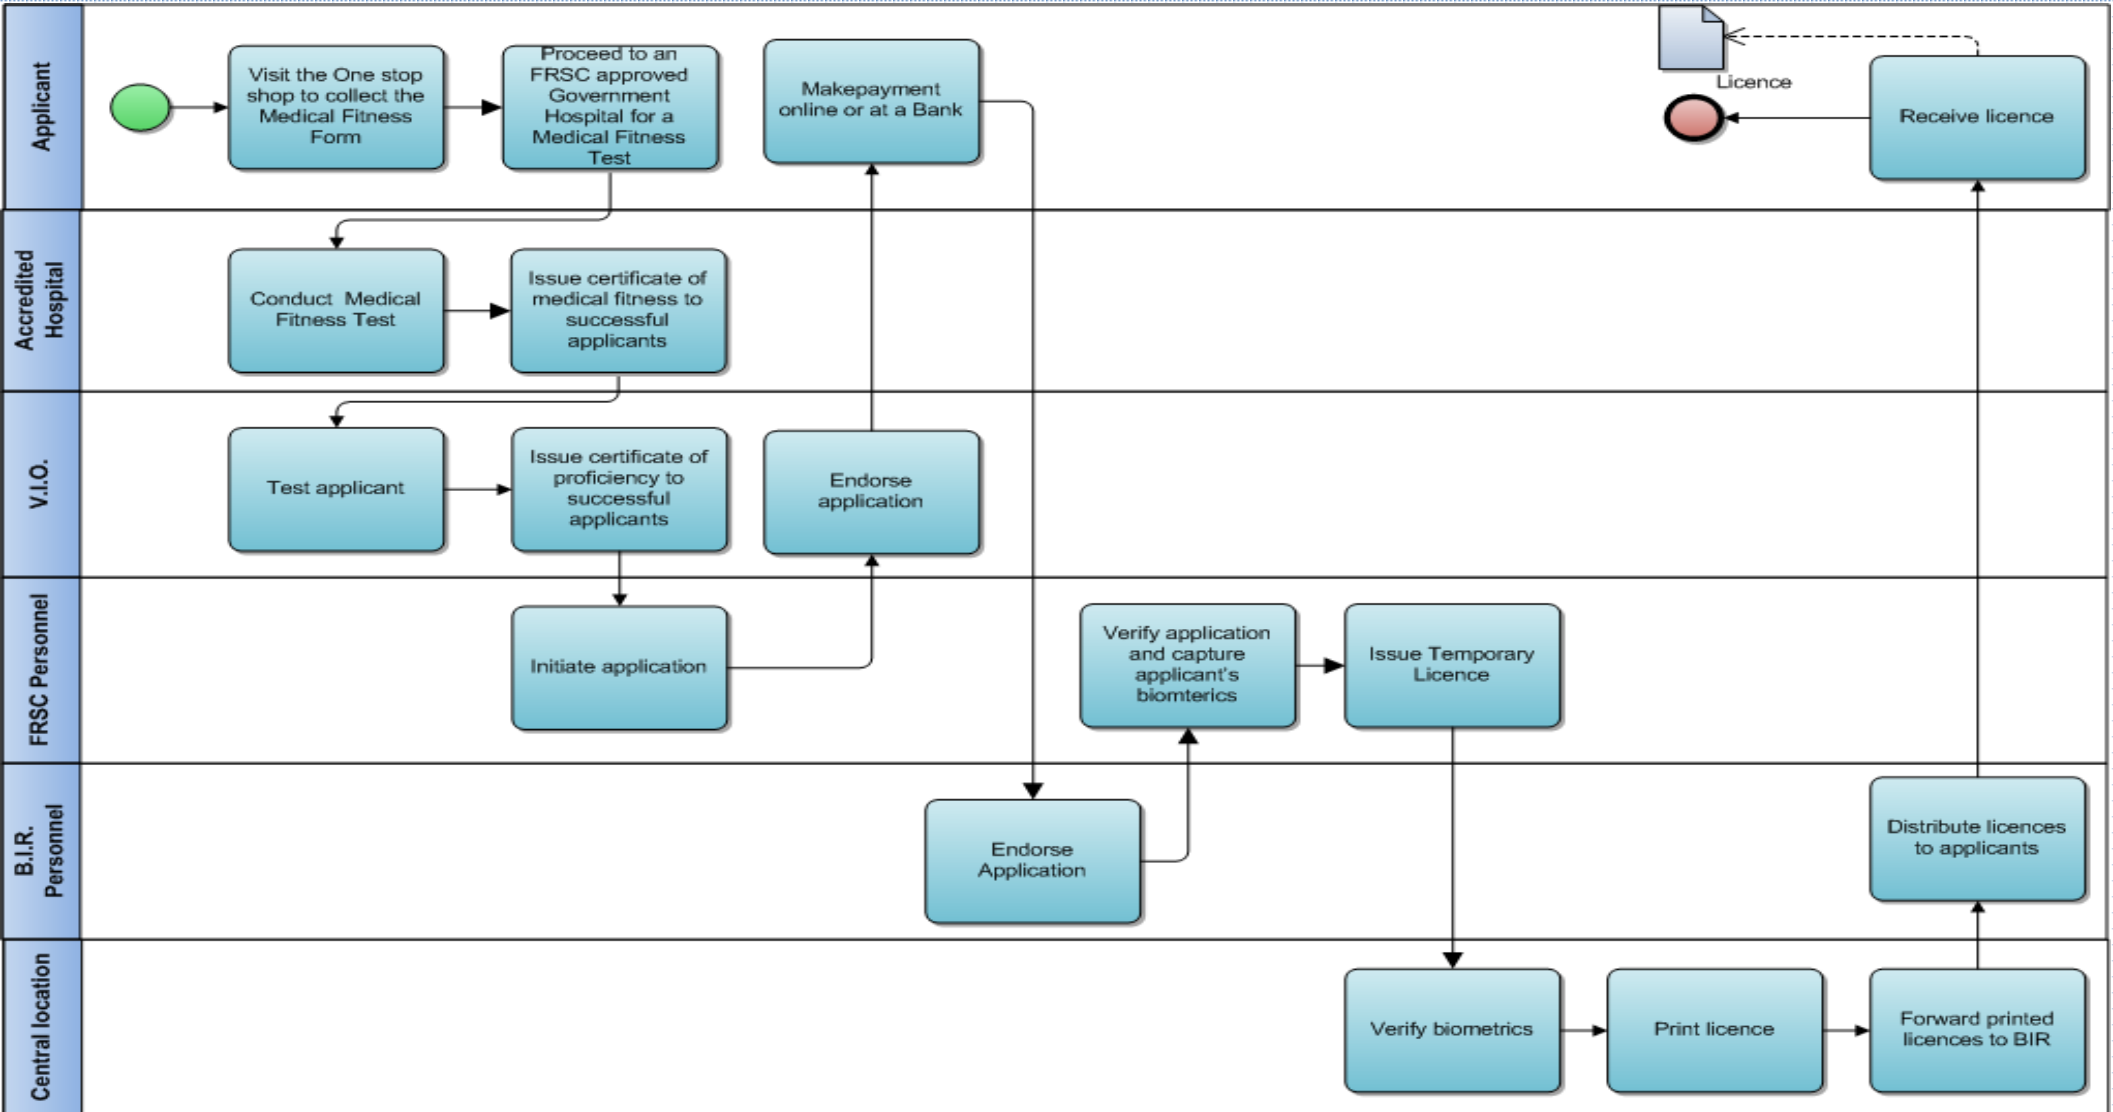 Applicant
Visit the One stop
shop to collect the
Medical Fitness
Form
Proceed to an
FRSC approved
Government
Hospital for a
Medical Fitness
Test
Makepayment
online or at a Bank
Licence
Receive licence
Accredited
Hospital
Conduct Medical
Fitness Test
Issue certificate of
medical fitness to
successful
applicants
V.I.O.
Test applicant
Issue certificate of
proficiency to
successful
applicants
Endorse
application
FRSC Personnel
Initiate application
Verify application
and capture
applicant's
biomterics
Issue Temporary
Licence
B.I.R.
Personnel
Endorse
Application
Distribute licences
to applicants
Central location
Verify biometrics
Print licence
Forward printed
licences to BIR